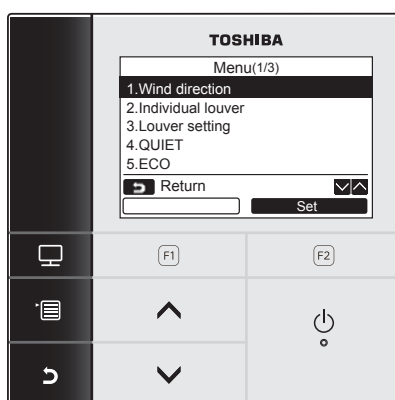 TOSHIBA
Menu(1/3)
1.Wind direction
2.Individual louver
3.Louver setting
4.QUIET
5.ECO
Return
Set
F1
F2